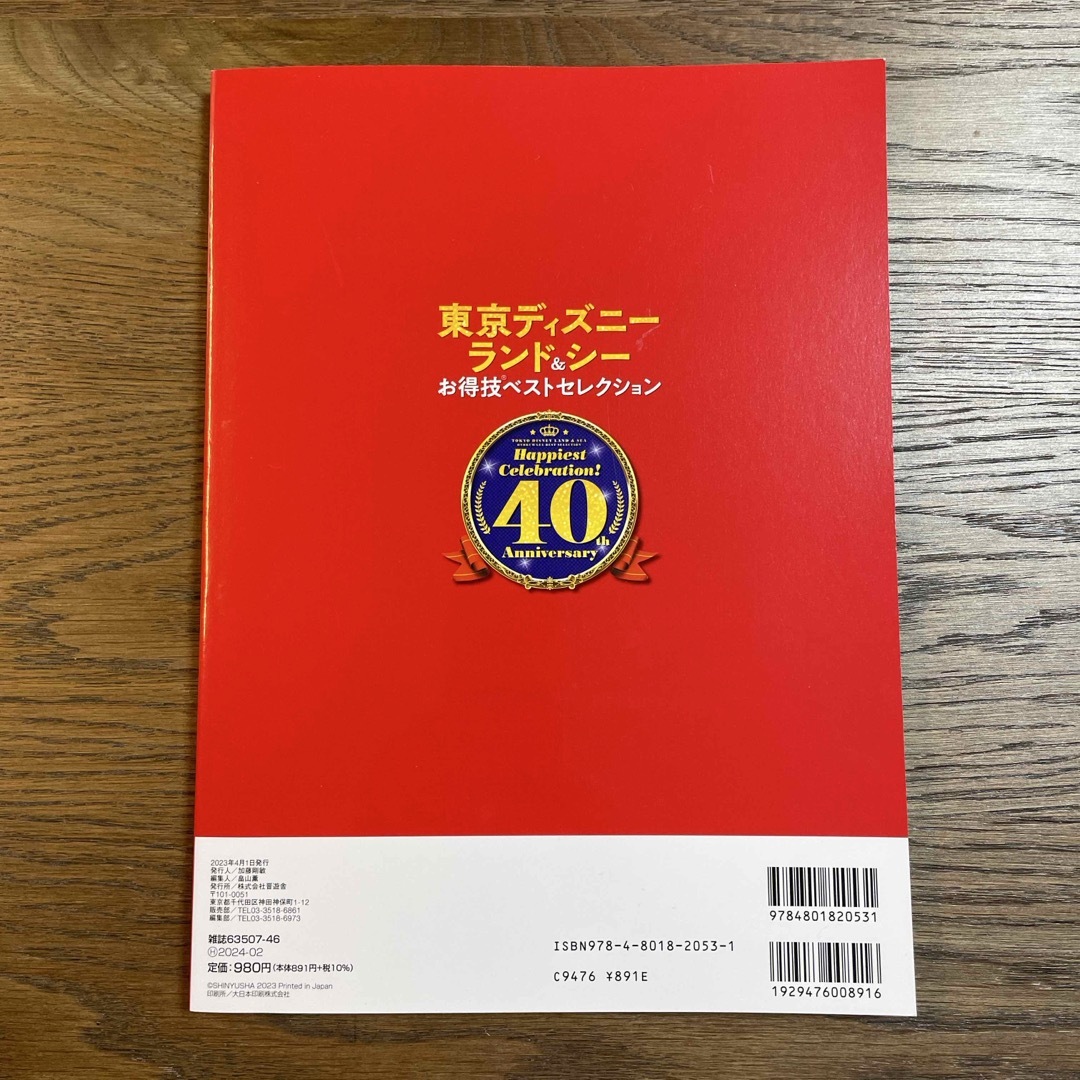 東京ディズニー
ランド&シー
お得技®ベストセレクション
TOKYO DISNEY LAND & SEA
OTOKUWAZA BEST SELECTION
Happiest
Celebration!
40th
Anniversary
2023年4月1日発行
発行人／加藤剛敏
編集人／畠山薫
発行所／株式会社晋遊舎
〒101-0051
東京都千代田区神田神保町1-12
販売部／TEL03-3518-6861
編集部／TEL03-3518-6973
雑誌63507-46
Ⓗ2024-02
定価：980円（本体891円+税10%）
©SHINYUSHA 2023 Printed in Japan
印刷所／大日本印刷株式会社
ISBN978-4-8018-2053-1
C9476 ¥891E
9784801820531
1929476008916